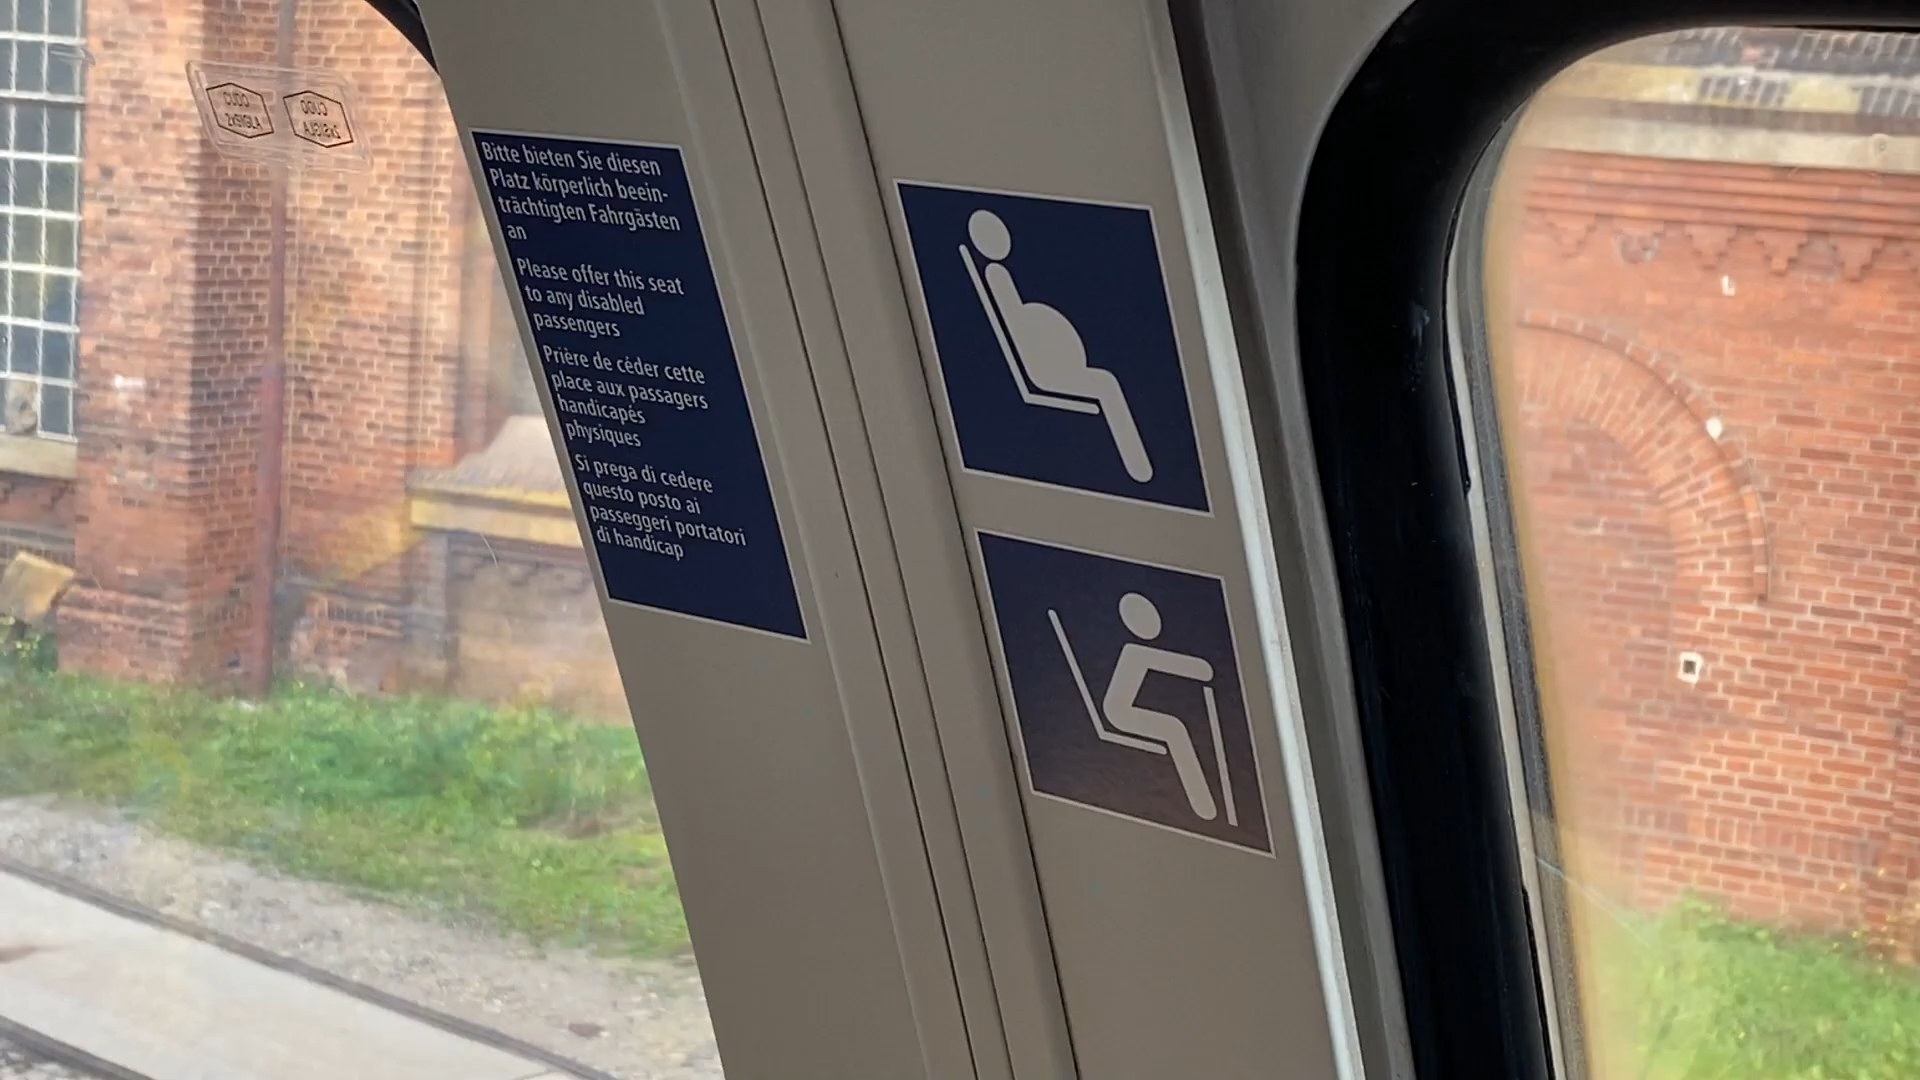 CUDO
2xSIGLA
Bitte bieten Sie diesen
Platz körperlich beein-
trächtigten Fahrgästen
an
Please offer this seat
to any disabled
passengers
Prière de céder cette
place aux passagers
handicapés
physiques
Si prega di cedere
questo posto ai
passeggeri portatori
di handicap